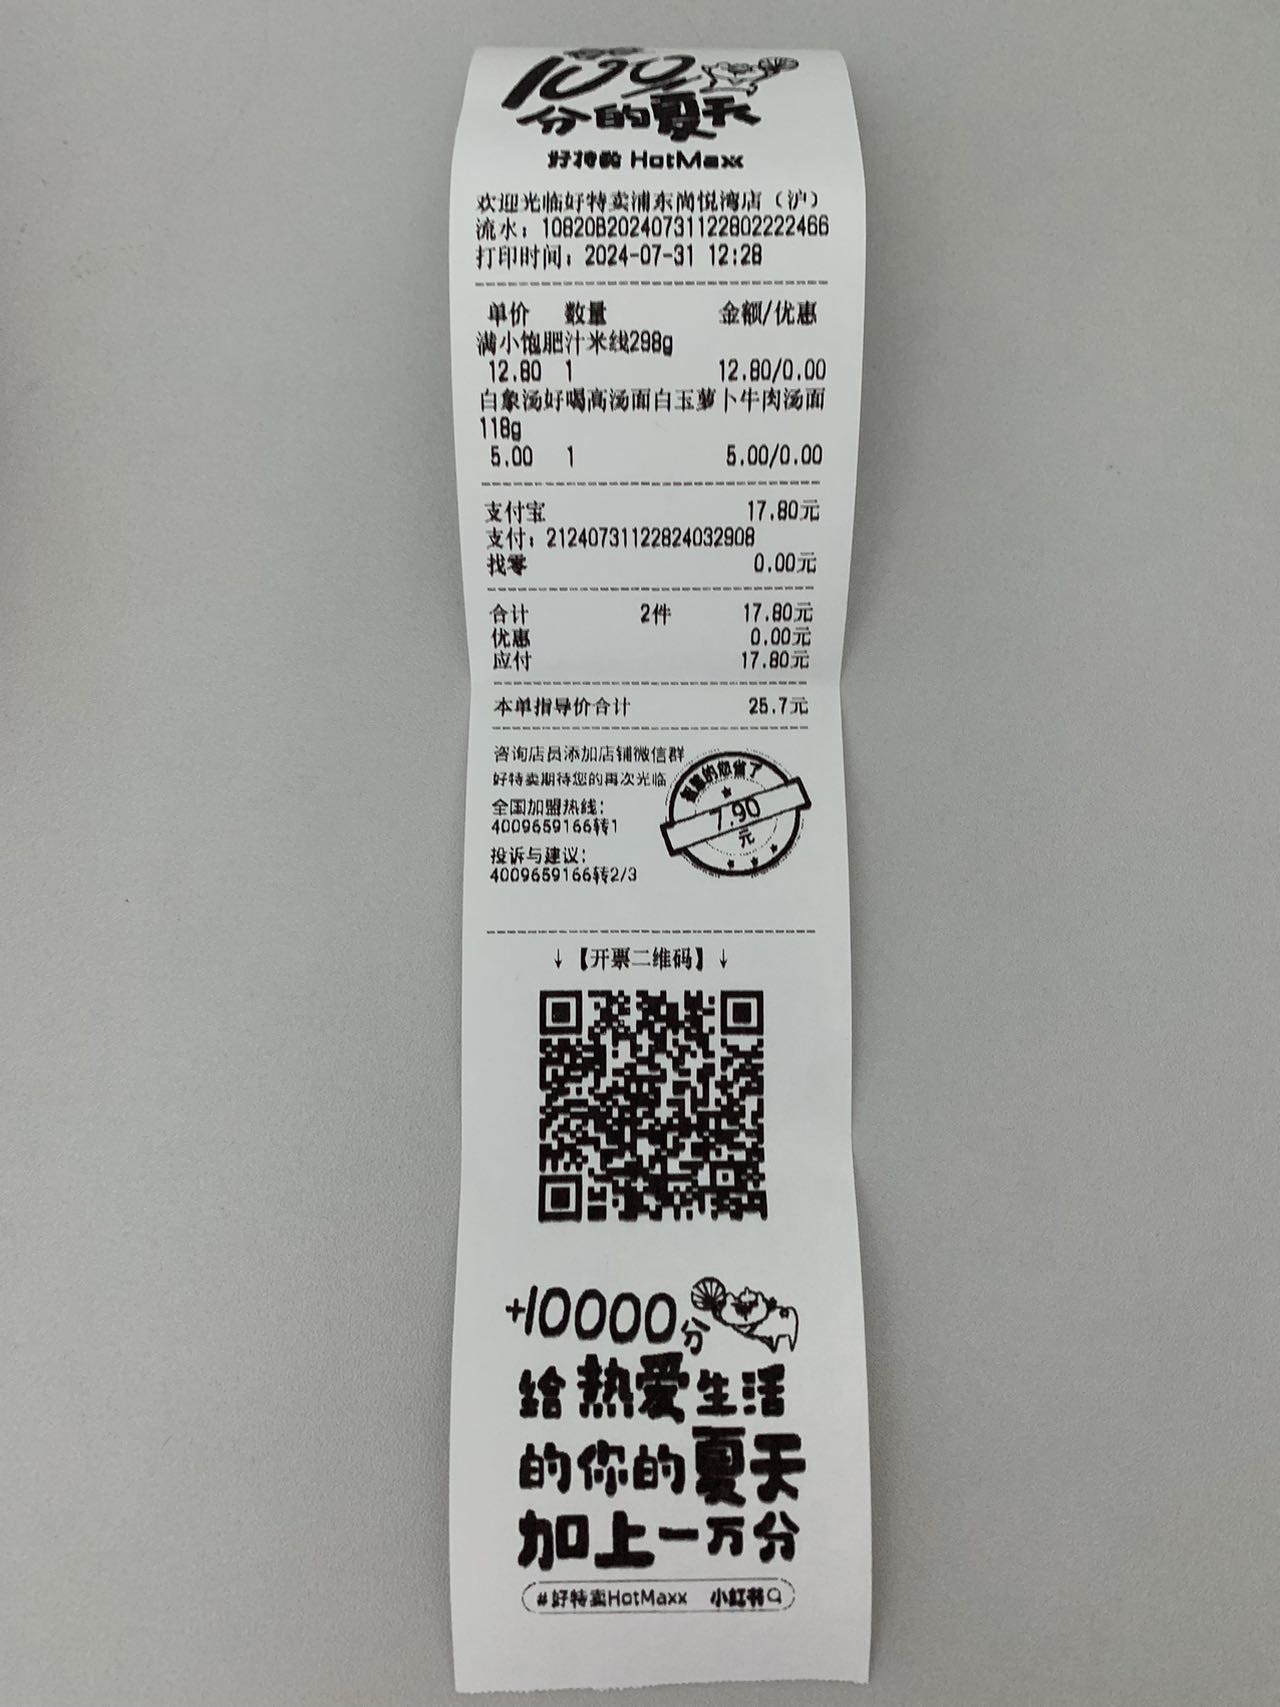 100
分的夏天
好特卖 HotMaxx
欢迎光临好特卖浦东尚悦湾店（沪）
流水：10820B20240731122802222466
打印时间：2024-07-31 12:28
单价 数量 金额/优惠
满小饱肥汁米线298g
12.80 1 12.80/0.00
白象汤好喝高汤面白玉萝卜牛肉汤面
118g
5.00 1 5.00/0.00
支付宝 17.80元
支付：21240731122824032908
找零 0.00元
合计 2件 17.80元
优惠 0.00元
应付 17.80元
本单指导价合计 25.7元
咨询店员添加店铺微信群
好特卖期待您的再次光临
全国加盟热线：
4009659166转1
投诉与建议：
4009659166转2/3
的您省了
7.90
元
↓【开票二维码】↓
+10000分
给热爱生活
的你的夏天
加上一万分
#好特卖HotMaxx 小红书